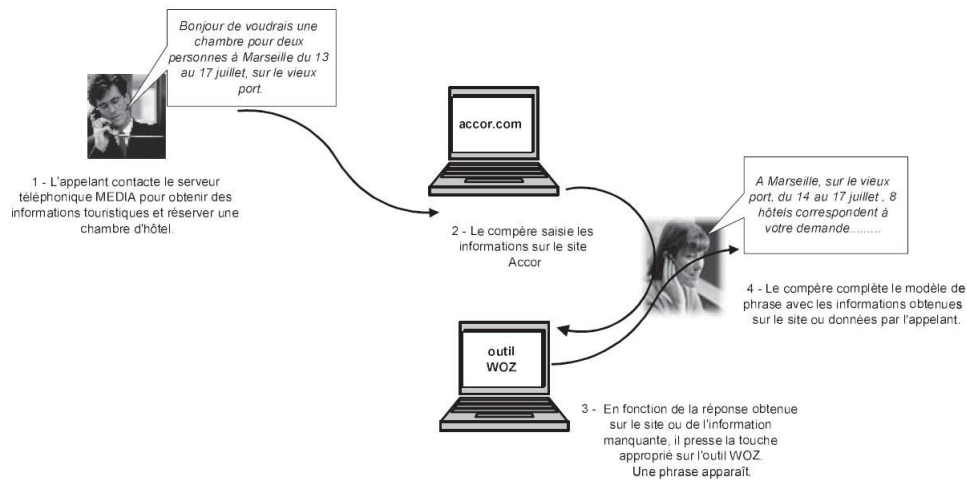 Bonjour de voudrais une
chambre pour deux
personnes à Marseille du 13
au 17 juillet, sur le vieux
port.
1 - L'appelant contacte le serveur
téléphonique MEDIA pour obtenir des
informations touristiques et réserver une
chambre d'hôtel.
accor.com
2 - Le compère saisie les
informations sur le site
Accor
A Marseille, sur le vieux
port, du 14 au 17 juillet , 8
hôtels correspondent à
votre demande.........
4 - Le compère complète le modèle de
phrase avec les informations obtenues
sur le site ou données par l'appelant.
outil
WOZ
3 - En fonction de la réponse obtenue
sur le site ou de l'information
manquante, il presse la touche
approprié sur l'outil WOZ.
Une phrase apparaît.